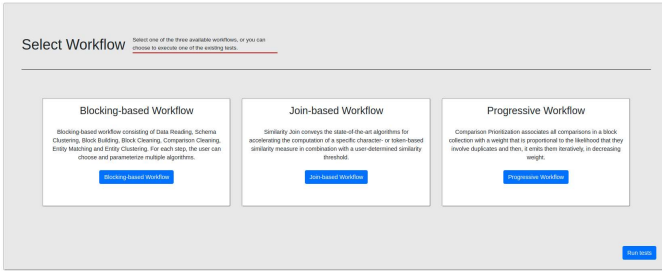 Select Workflow
Select one of the three available workflows, or you can
choose to execute one of the existing tests.
Blocking-based Workflow
Blocking-based workflow consisting of Data Reading, Schema
Clustering, Block Building, Block Cleaning, Comparison Cleaning,
Entity Matching and Entity Clustering. For each step, the user can
choose and parameterize multiple algorithms.
Blocking-based Workflow
Join-based Workflow
Similarity Join conveys the state-of-the-art algorithms for
accelerating the computation of a specific character- or token-based
similarity measure in combination with a user-determined similarity
threshold.
Join-based Workflow
Progressive Workflow
Comparison Prioritization associates all comparisons in a block
collection with a weight that is proportional to the likelihood that they
involve duplicates and then, it emits them iteratively, in decreasing
weight.
Progressive Workflow
Run tests